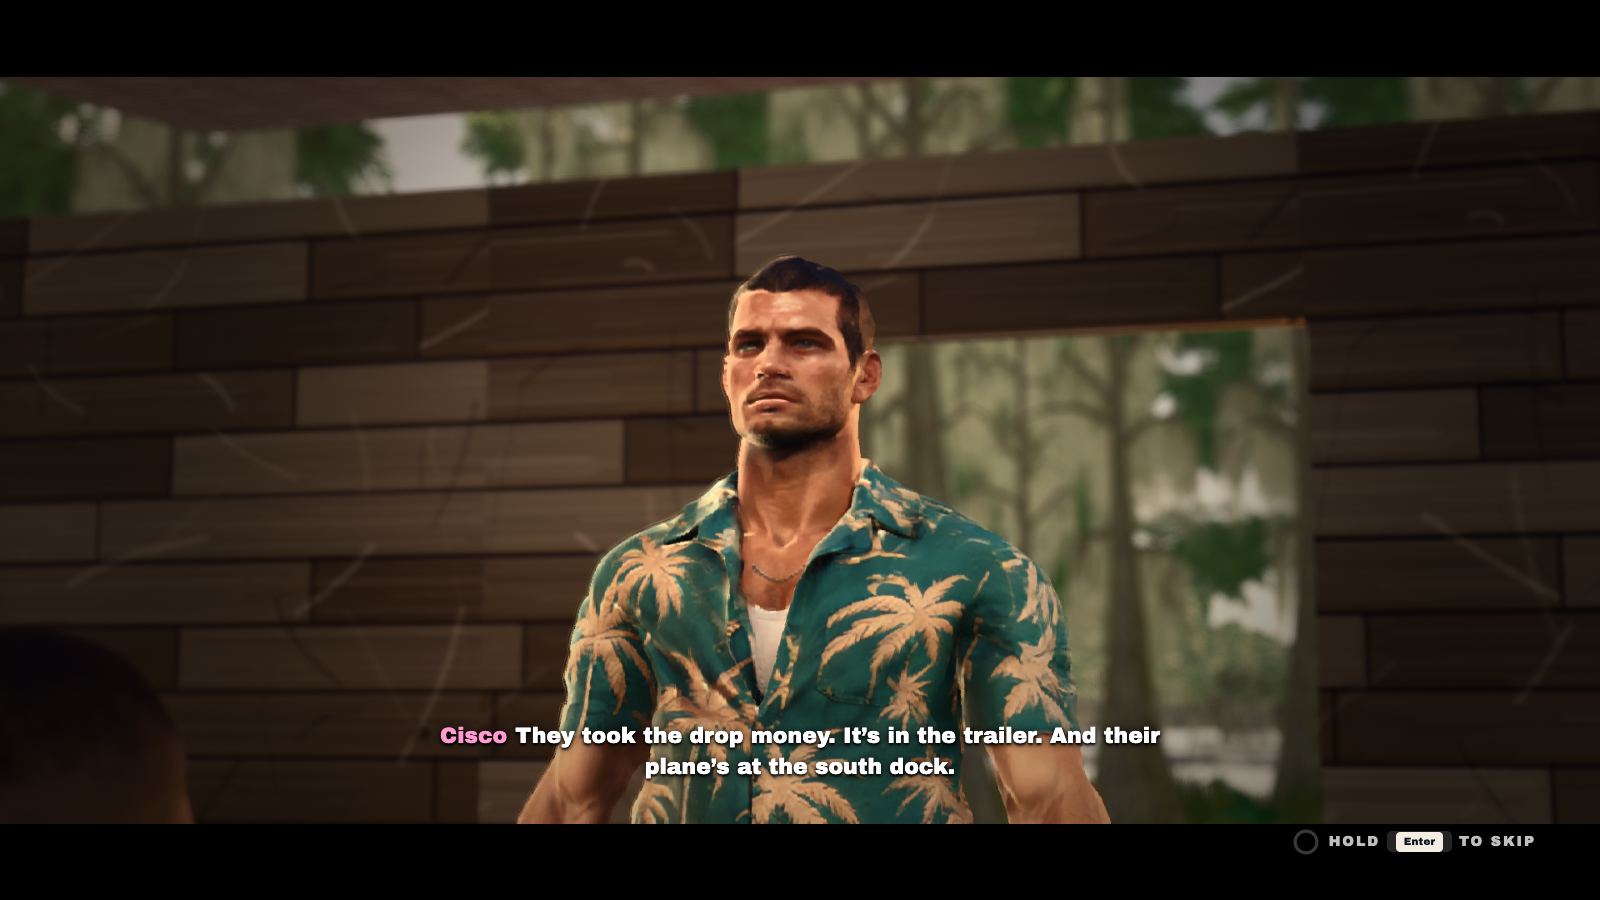 Cisco They took the drop money. It's in the trailer. And their
plane's at the south dock.
HOLD Enter TO SKIP